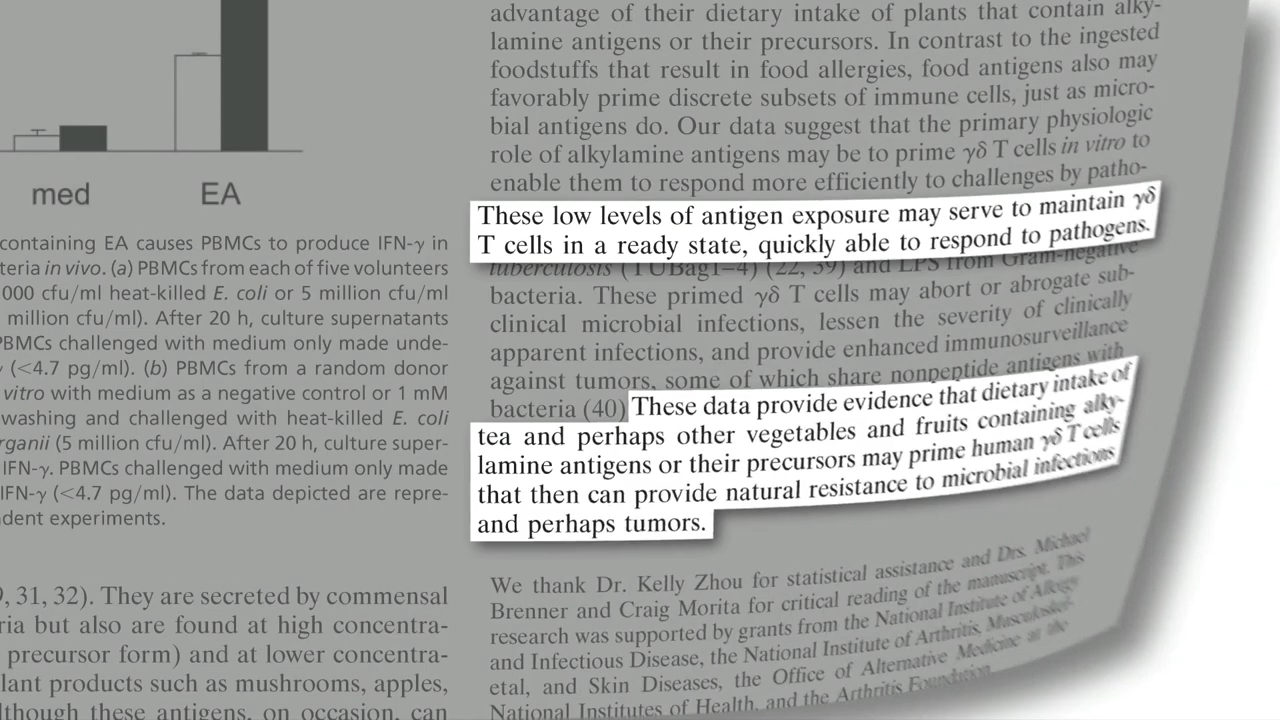 med EA
containing EA causes PBMCs to produce IFN-γ in
teria in vivo. (a) PBMCs from each of five volunteers
000 cfu/ml heat-killed E. coli or 5 million cfu/ml
million cfu/ml). After 20 h, culture supernatants
PBMCs challenged with medium only made unde-
(<4.7 pg/ml). (b) PBMCs from a random donor
vitro with medium as a negative control or 1 mM
washing and challenged with heat-killed E. coli
rganii (5 million cfu/ml). After 20 h, culture super-
IFN-γ. PBMCs challenged with medium only made
IFN-γ (<4.7 pg/ml). The data depicted are repre-
dent experiments.
, 31, 32). They are secreted by commensal
ria but also are found at high concentra-
precursor form) and at lower concentra-
lant products such as mushrooms, apples,
lthough these antigens, on occasion, can
advantage of their dietary intake of plants that contain alky-
lamine antigens or their precursors. In contrast to the ingested
foodstuffs that result in food allergies, food antigens also may
favorably prime discrete subsets of immune cells, just as micro-
bial antigens do. Our data suggest that the primary physiologic
role of alkylamine antigens may be to prime γδ T cells in vitro to
enable them to respond more efficiently to challenges by patho-
These low levels of antigen exposure may serve to maintain γδ
T cells in a ready state, quickly able to respond to pathogens.
tuberculosis (TUBag1–4) (22, 39) and LPS from Gram-negative
bacteria. These primed γδ T cells may abort or abrogate sub-
clinical microbial infections, lessen the severity of clinically
apparent infections, and provide enhanced immunosurveillance
against tumors, some of which share nonpeptide antigens with
bacteria (40) These data provide evidence that dietary intake of
tea and perhaps other vegetables and fruits containing alky-
lamine antigens or their precursors may prime human γδ T cells
that then can provide natural resistance to microbial infections
and perhaps tumors.
We thank Dr. Kelly Zhou for statistical assistance and Drs. Michael
Brenner and Craig Morita for critical reading of the manuscript. This
research was supported by grants from the National Institute of Allergy
and Infectious Disease, the National Institute of Arthritis, Musculoskel-
etal, and Skin Diseases, the Office of Alternative Medicine at the
National Institutes of Health, and the Arthritis Foundation.